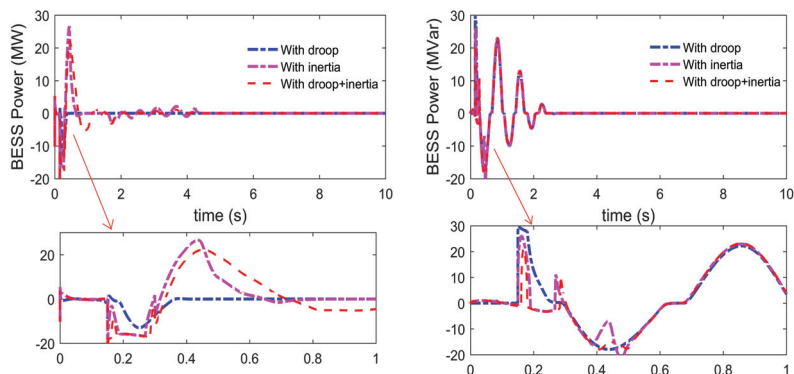 BESS Power (MW)
30
20
10
0
-10
-20
With droop
With inertia
With droop+inertia
0 2 4 6 8 10
time (s)
20
0
-20
0 0.2 0.4 0.6 0.8 1
BESS Power (MVar)
30
20
10
0
-10
-20
With droop
With inertia
With droop+inertia
0 2 4 6 8 10
time (s)
30
20
10
0
-10
-20
0 0.2 0.4 0.6 0.8 1